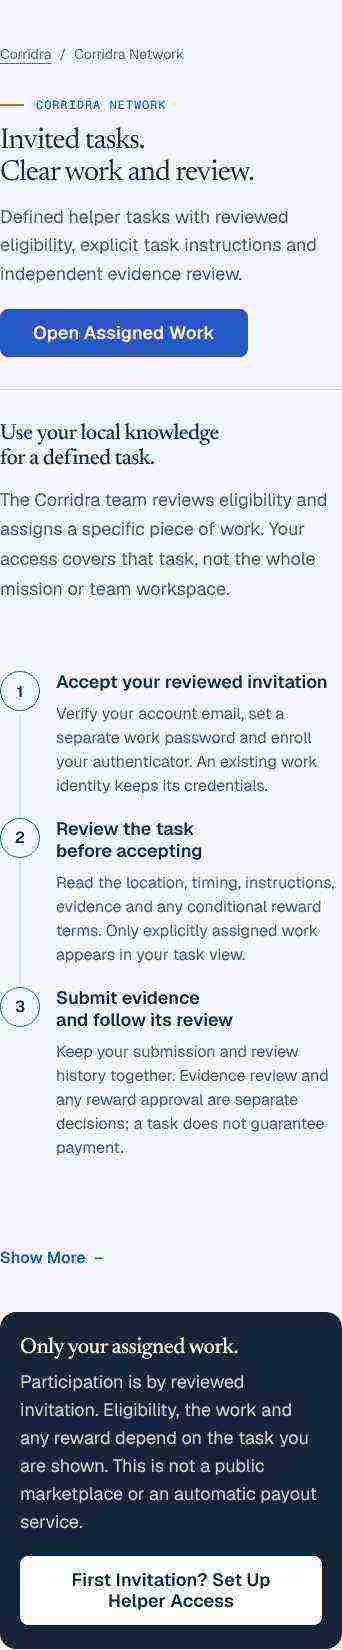 Corridra / Corridra Network
CORRIDRA NETWORK
Invited tasks.
Clear work and review.
Defined helper tasks with reviewed
eligibility, explicit task instructions and
independent evidence review.
Open Assigned Work
Use your local knowledge
for a defined task.
The Corridra team reviews eligibility and
assigns a specific piece of work. Your
access covers that task, not the whole
mission or team workspace.
1
Accept your reviewed invitation
Verify your account email, set a
separate work password and enroll
your authenticator. An existing work
identity keeps its credentials.
2
Review the task
before accepting
Read the location, timing, instructions,
evidence and any conditional reward
terms. Only explicitly assigned work
appears in your task view.
3
Submit evidence
and follow its review
Keep your submission and review
history together. Evidence review and
any reward approval are separate
decisions; a task does not guarantee
payment.
Show More –
Only your assigned work.
Participation is by reviewed
invitation. Eligibility, the work and
any reward depend on the task you
are shown. This is not a public
marketplace or an automatic payout
service.
First Invitation? Set Up
Helper Access